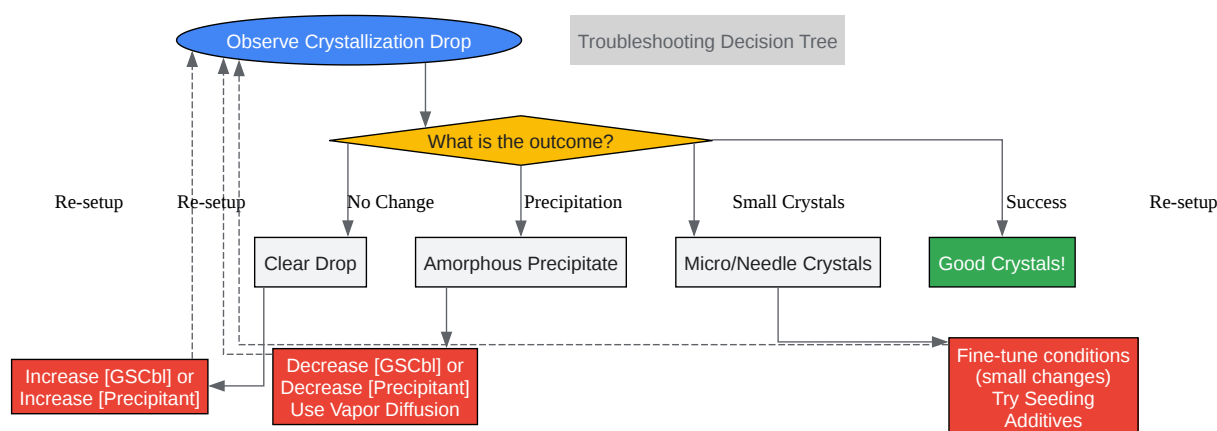 Observe Crystallization Drop
Troubleshooting Decision Tree
What is the outcome?
Re-setup
Re-setup
No Change
Precipitation
Small Crystals
Success
Re-setup
Clear Drop
Amorphous Precipitate
Micro/Needle Crystals
Good Crystals!
Increase [GSCbl] or
Increase [Precipitant]
Decrease [GSCbl] or
Decrease [Precipitant]
Use Vapor Diffusion
Fine-tune conditions
(small changes)
Try Seeding
Additives